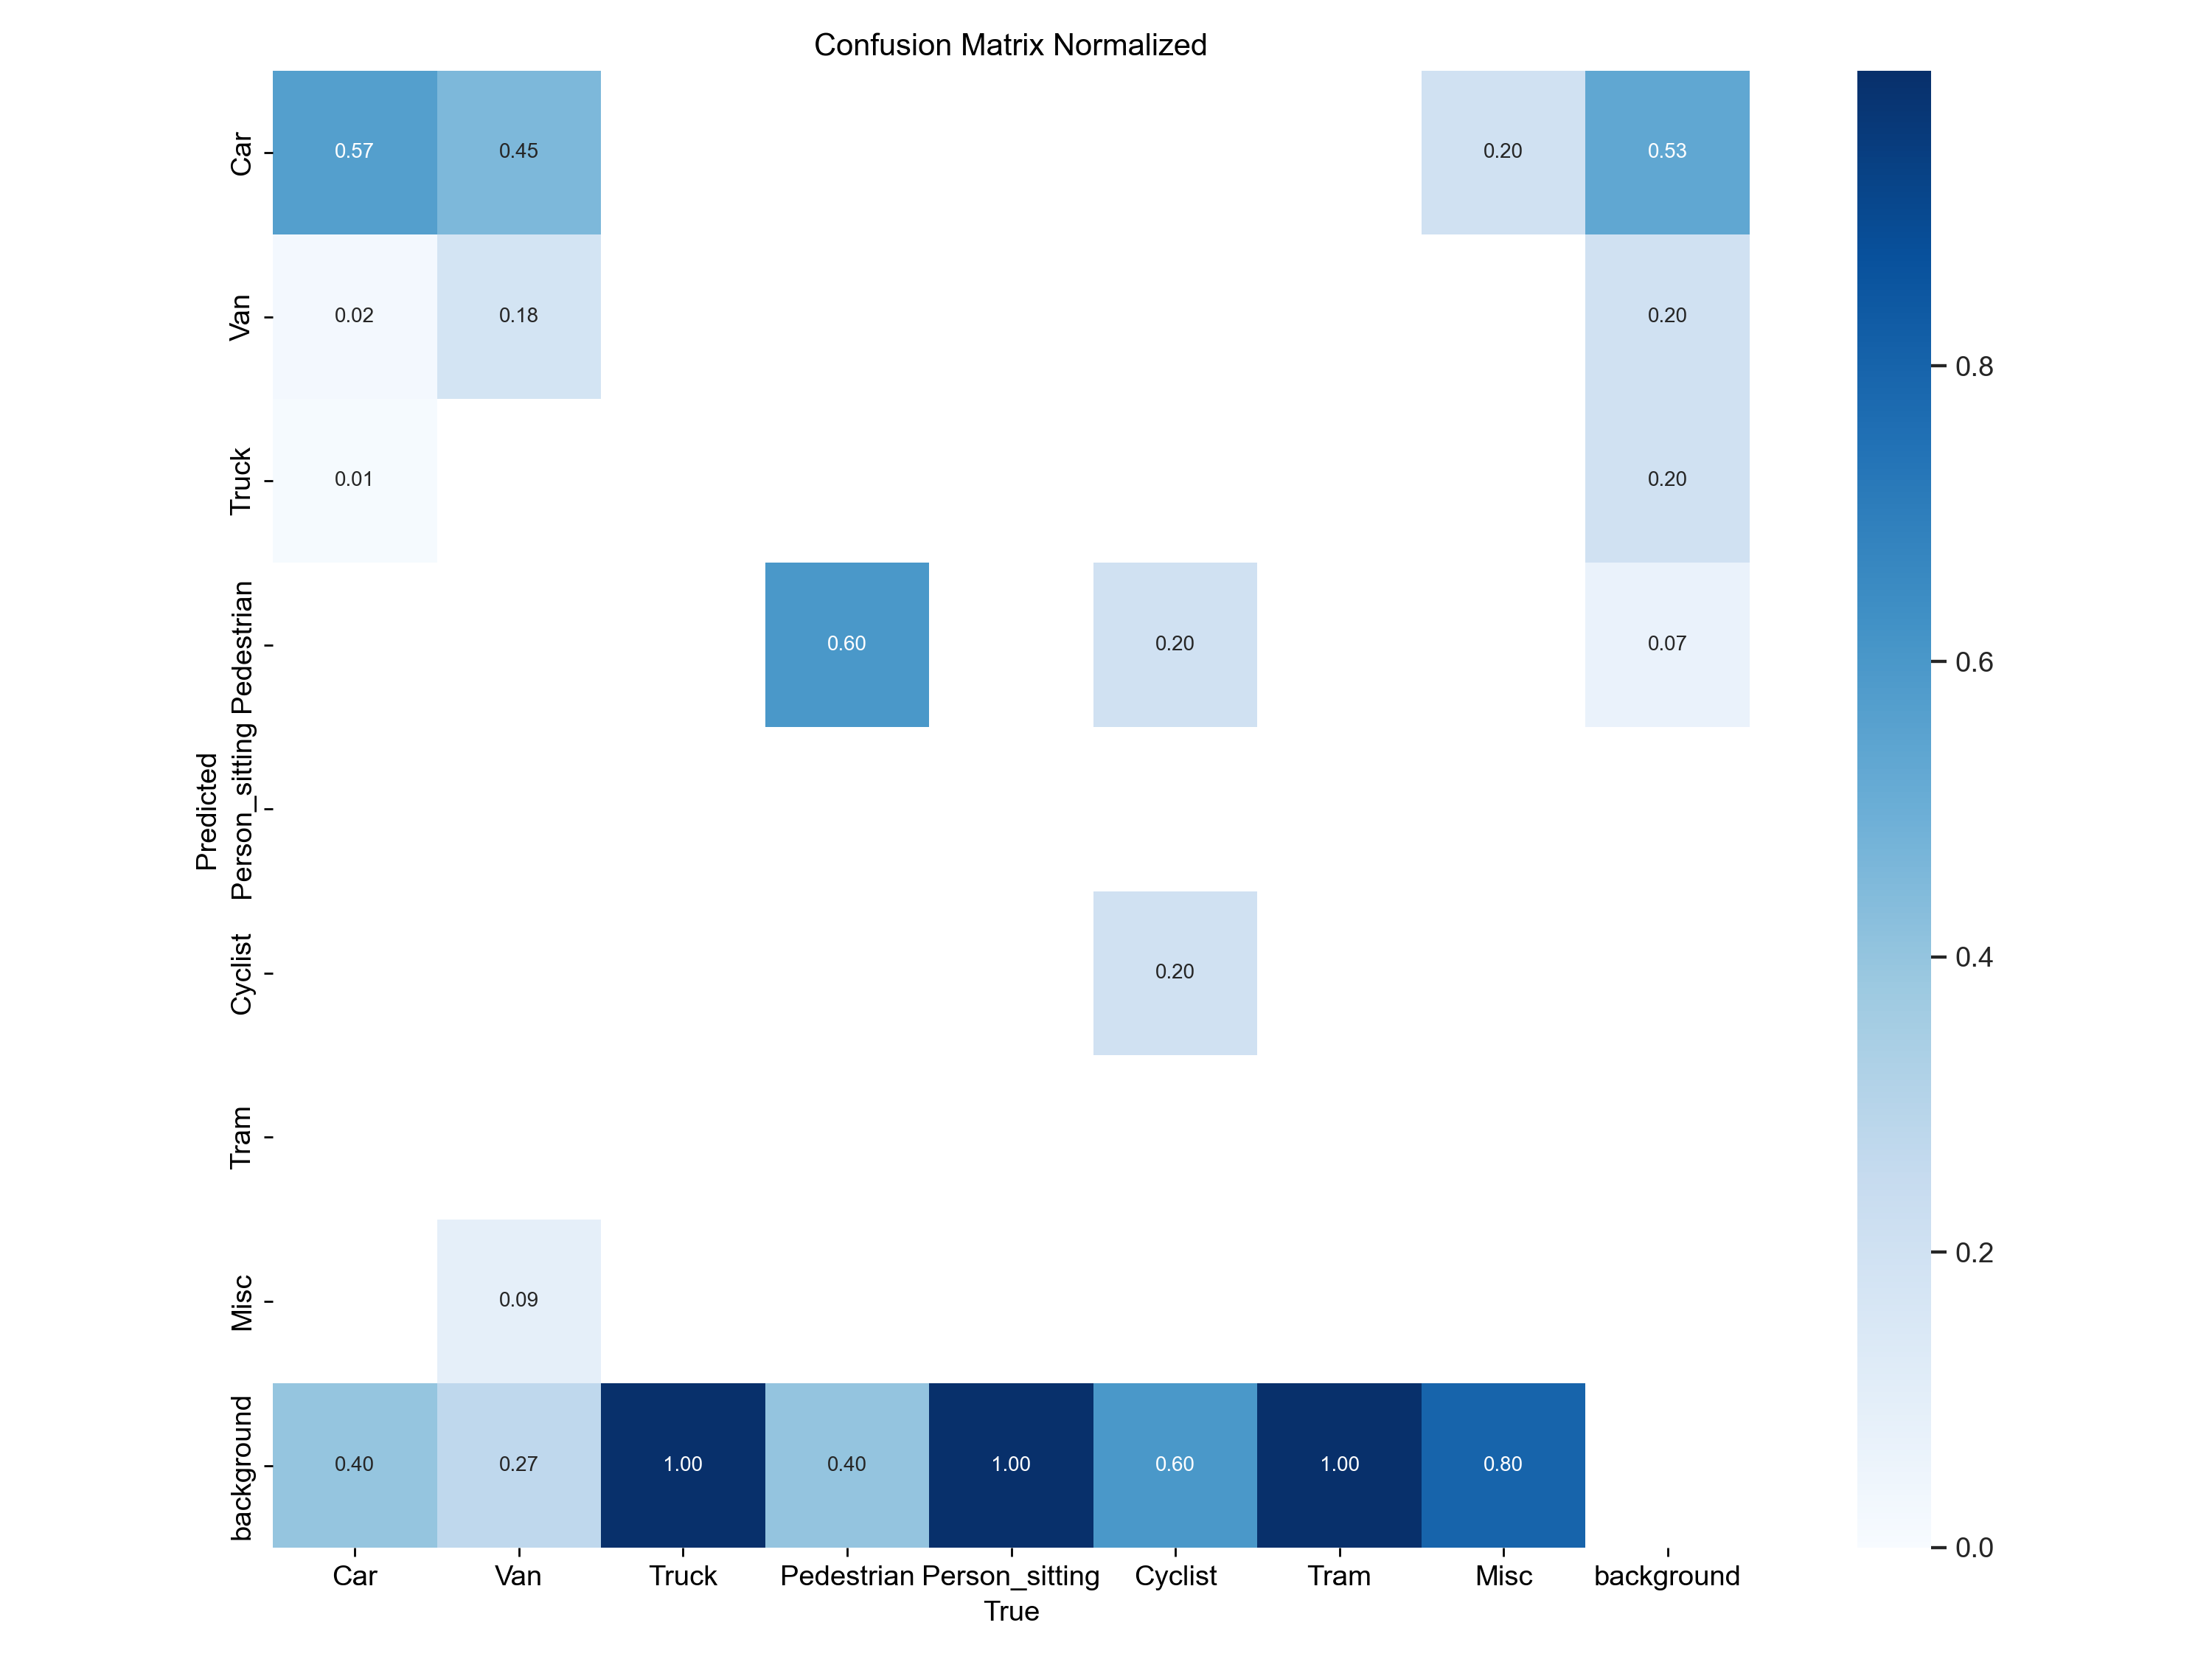 Confusion Matrix Normalized
Car
0.57
0.45
0.20
0.53
Van
0.02
0.18
0.20
0.8
Truck
0.01
0.20
Pedestrian
0.60
0.20
0.07
0.6
Predicted
Person_sitting
Cyclist
0.20
0.4
Tram
Misc
0.09
0.2
background
0.40
0.27
1.00
0.40
1.00
0.60
1.00
0.80
0.0
Car Van Truck Pedestrian Person_sitting Cyclist Tram Misc background
True